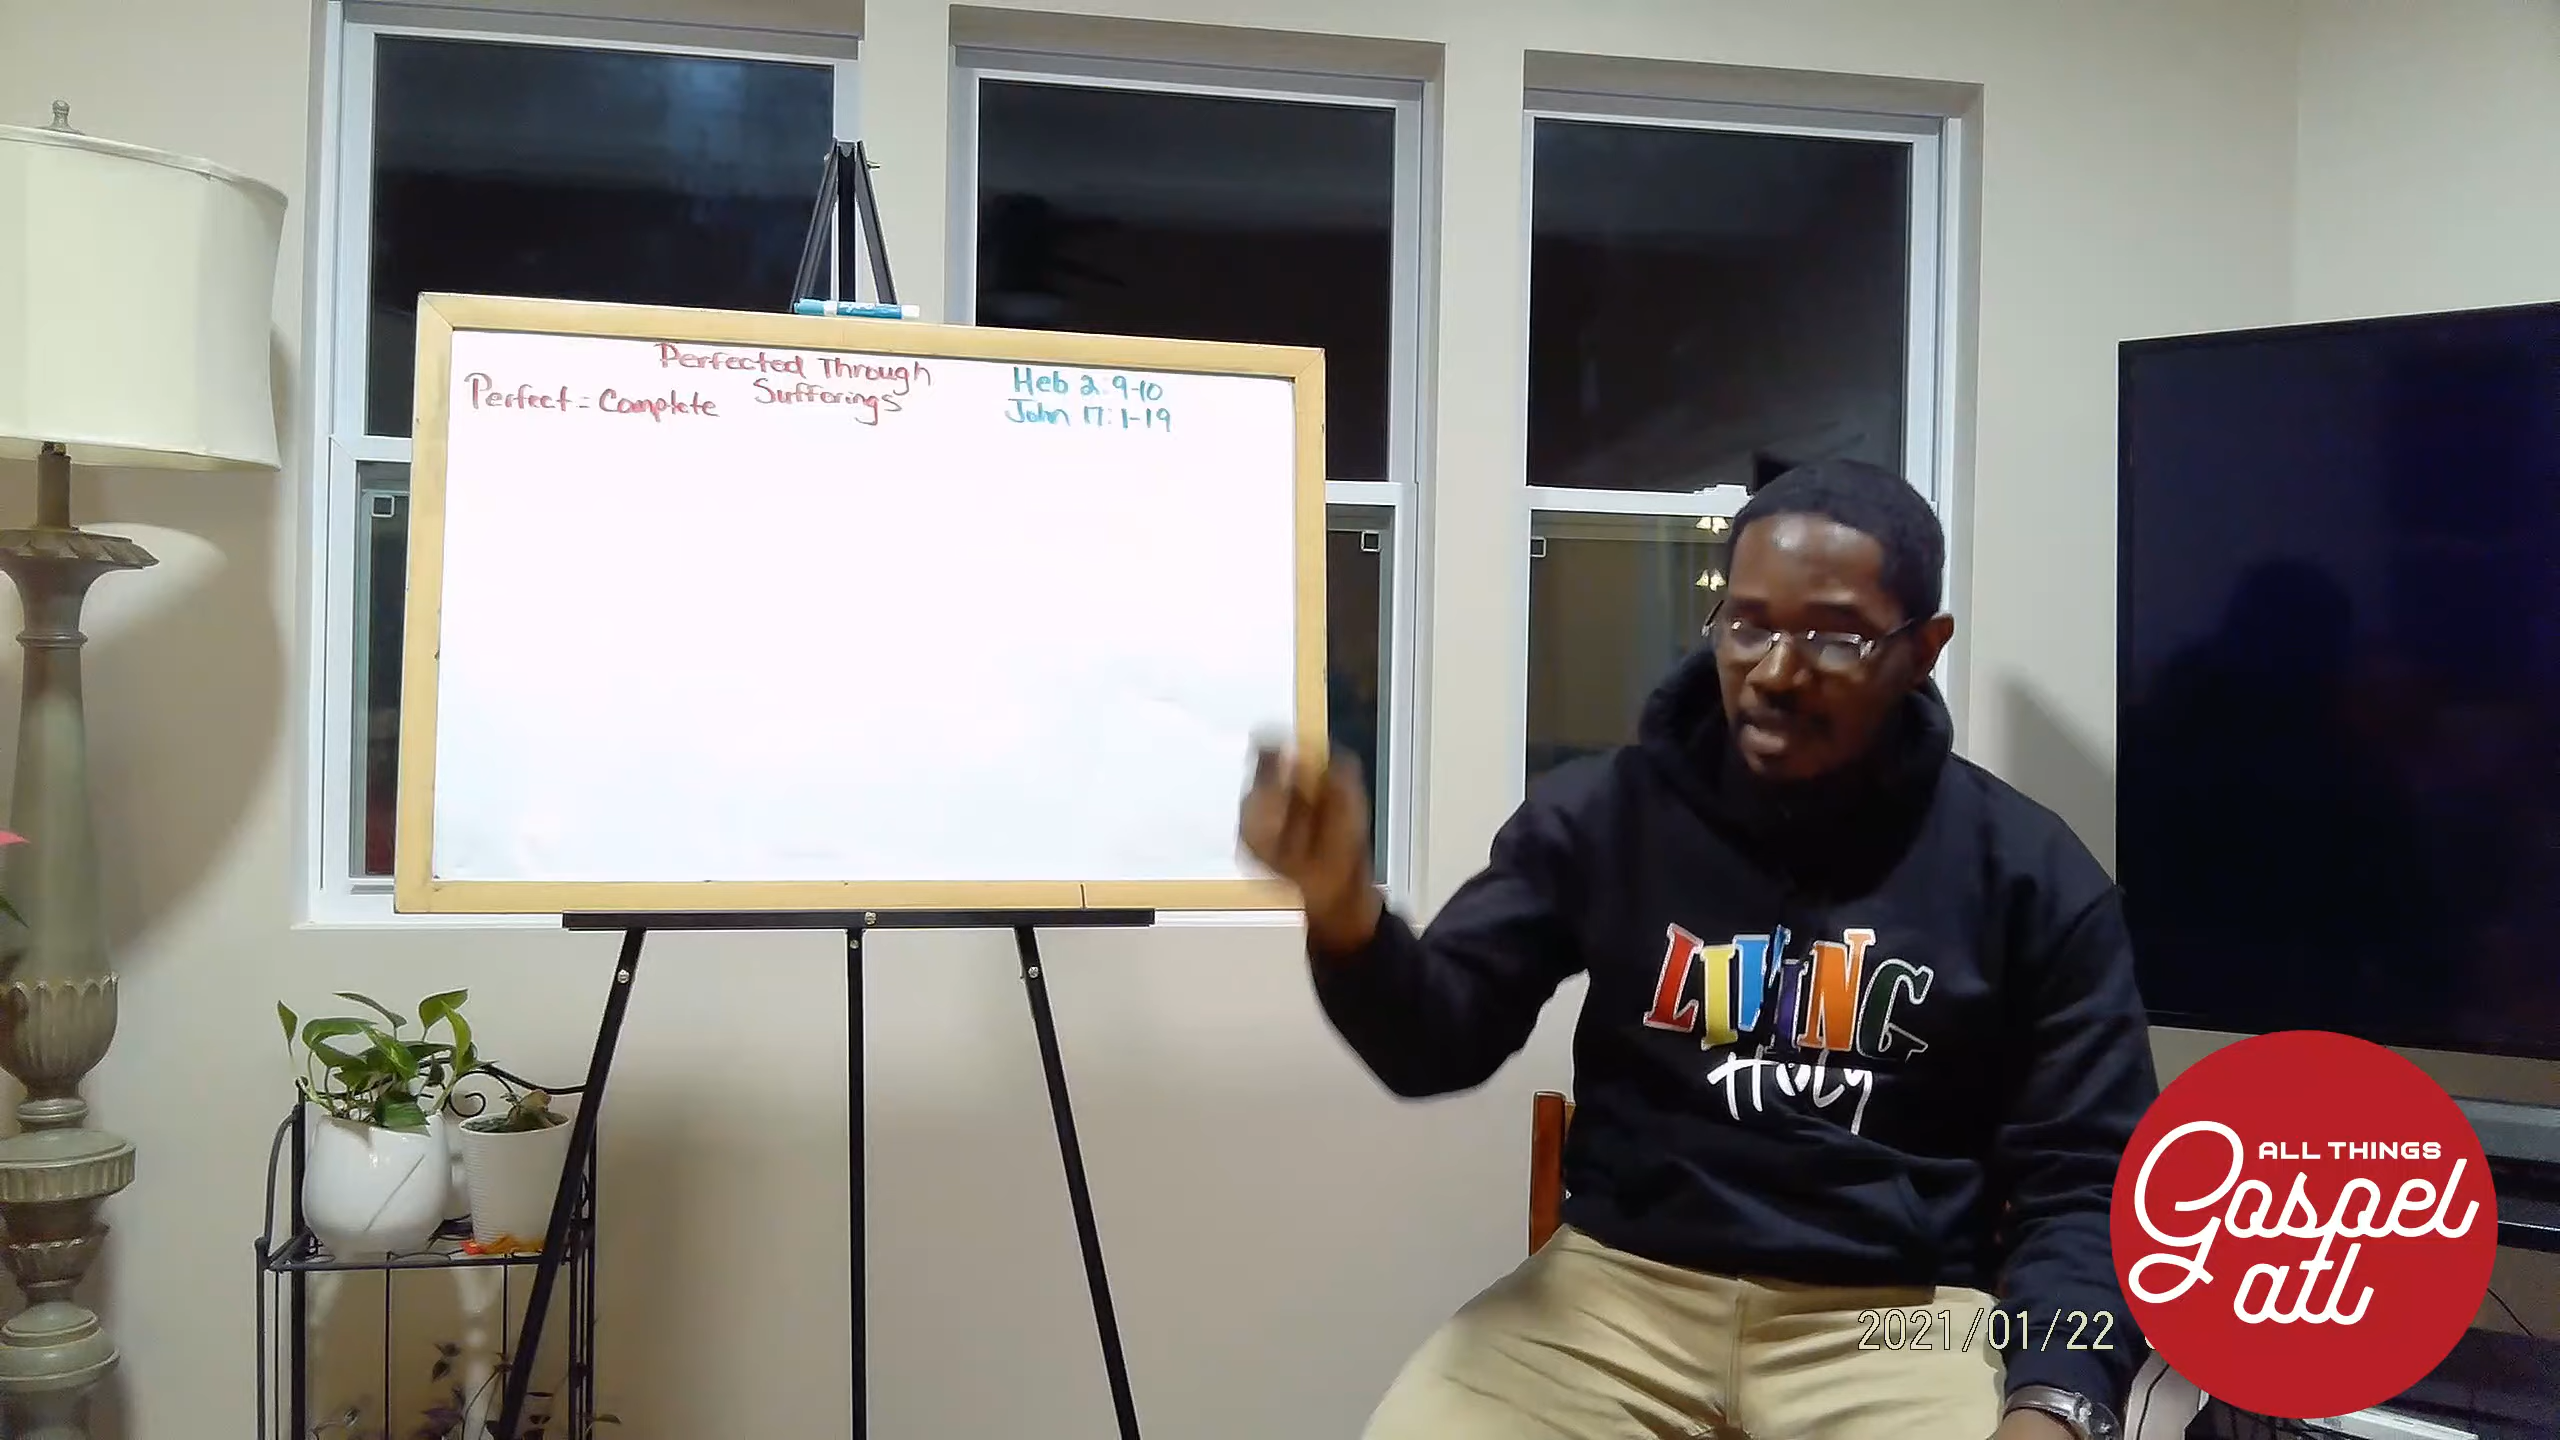 Perfected Through
Sufferings
Perfect = Complete
Heb 2:9-10
John 17:1-19
LIVING
Holy
ALL THINGS
Gospel
atl
2021/01/22